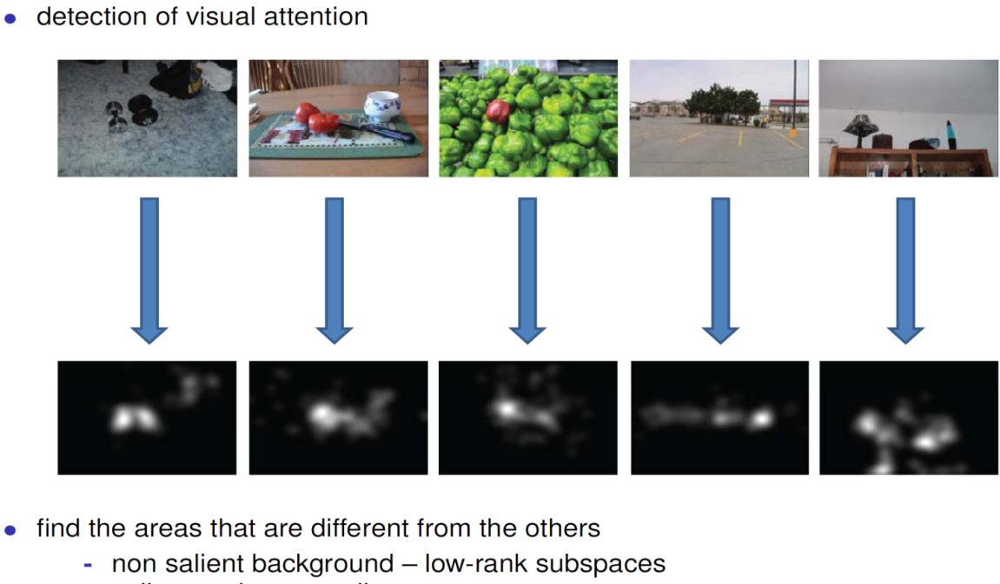 detection of visual attention
find the areas that are different from the others
- non salient background – low-rank subspaces